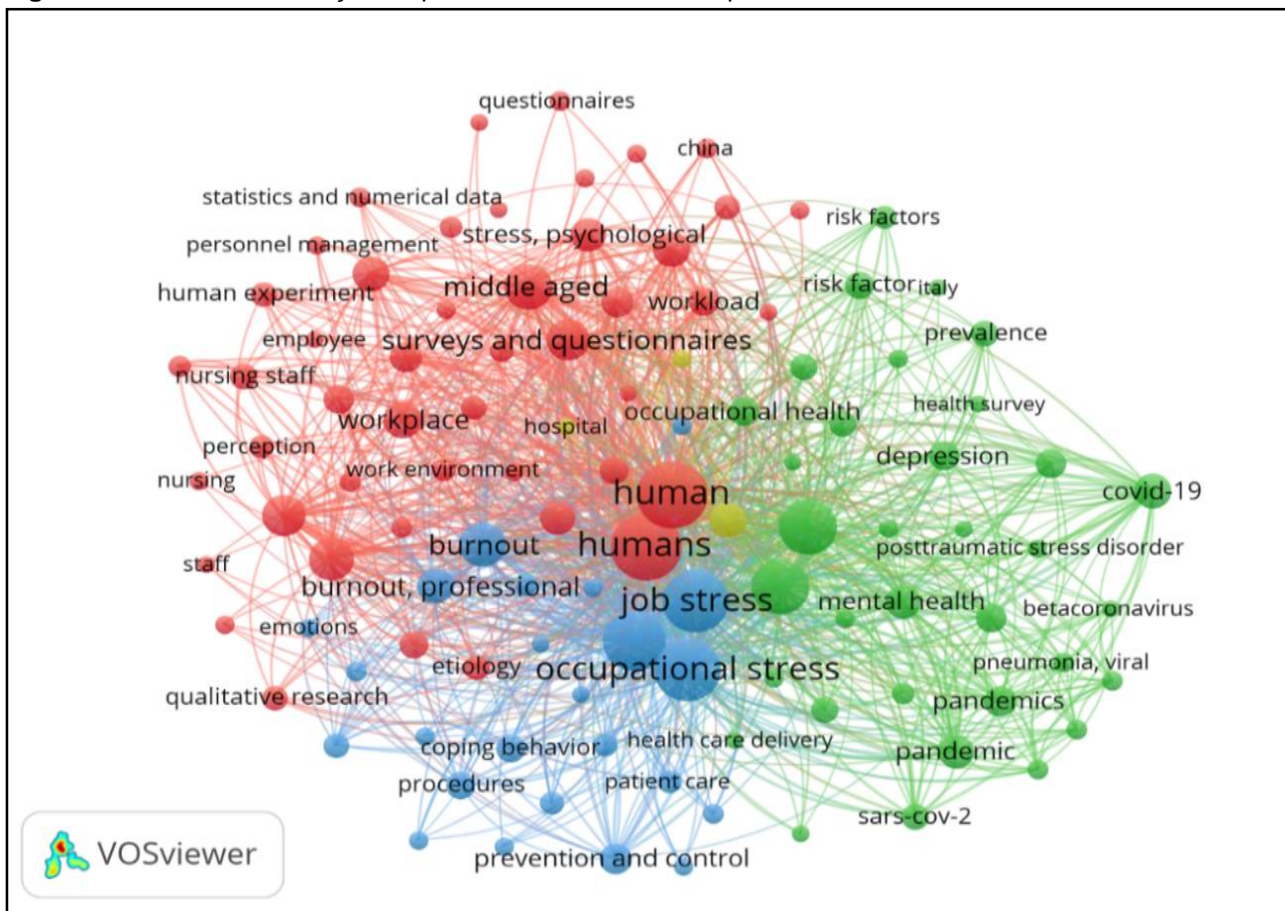 questionnaires
china
statistics and numerical data
risk factors
stress, psychological
personnel management
human experiment
middle aged
risk factor
italy
workload
prevalence
employee
surveys and questionnaires
nursing staff
health survey
occupational health
workplace
hospital
perception
depression
work environment
nursing
human
covid-19
burnout
humans
posttraumatic stress disorder
staff
burnout, professional
job stress
mental health
betacoronavirus
emotions
etiology
occupational stress
pneumonia, viral
qualitative research
pandemics
coping behavior
health care delivery
pandemic
procedures
patient care
sars-cov-2
prevention and control
VOSviewer